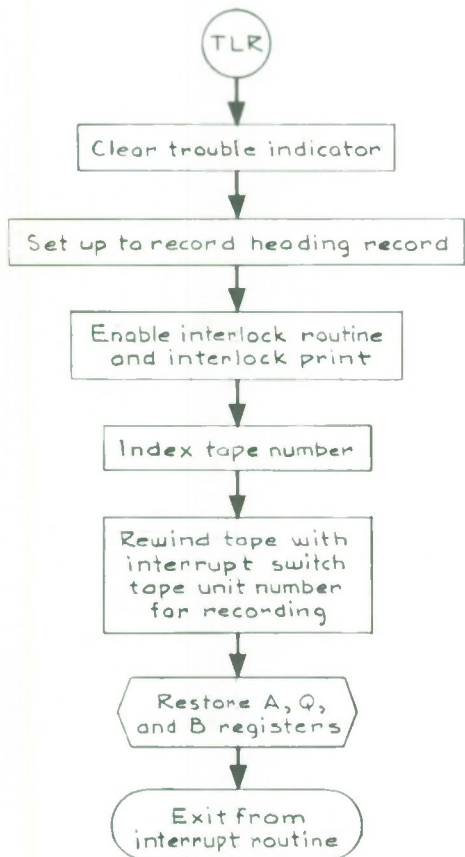 TLR
Clear trouble indicator
Set up to record heading record
Enable interlock routine
and interlock print
Index tape number
Rewind tape with
interrupt switch
tape unit number
for recording
Restore A, Q,
and B registers
Exit from
interrupt routine